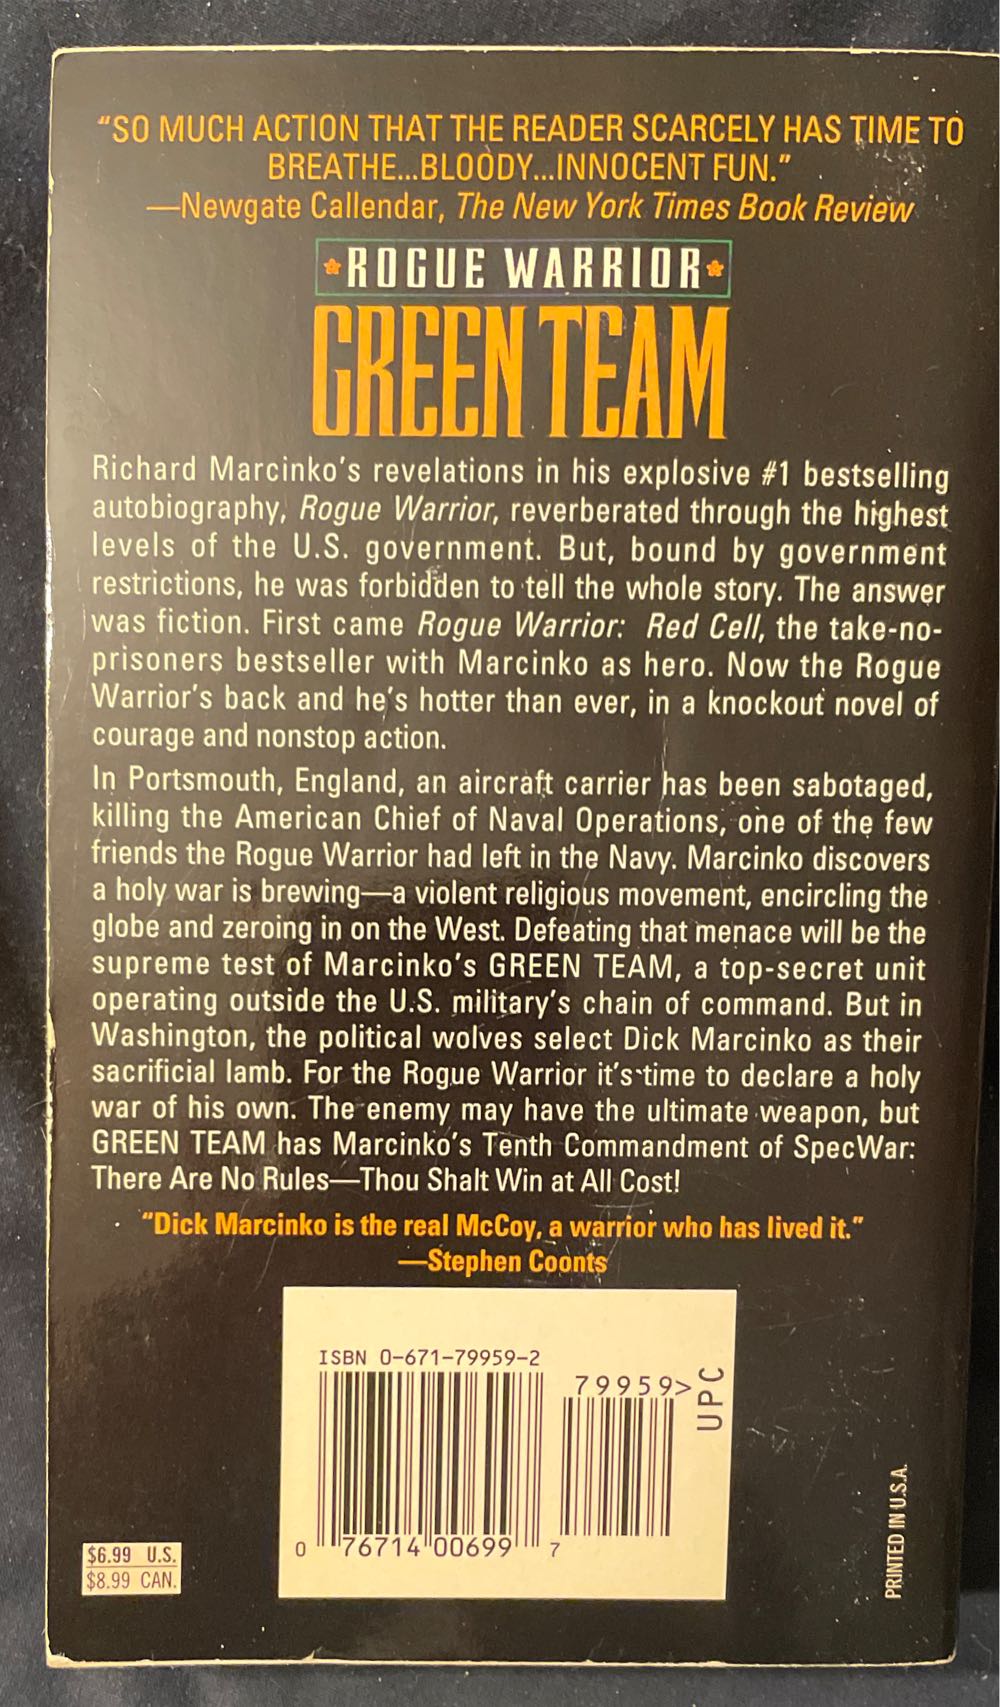 “SO MUCH ACTION THAT THE READER SCARCELY HAS TIME TO
BREATHE...BLOODY...INNOCENT FUN.”
—Newgate Callendar, The New York Times Book Review
ROGUE WARRIOR
GREEN TEAM
Richard Marcinko's revelations in his explosive #1 bestselling
autobiography, Rogue Warrior, reverberated through the highest
levels of the U.S. government. But, bound by government
restrictions, he was forbidden to tell the whole story. The answer
was fiction. First came Rogue Warrior: Red Cell, the take-no-
prisoners bestseller with Marcinko as hero. Now the Rogue
Warrior's back and he's hotter than ever, in a knockout novel of
courage and nonstop action.
In Portsmouth, England, an aircraft carrier has been sabotaged,
killing the American Chief of Naval Operations, one of the few
friends the Rogue Warrior had left in the Navy. Marcinko discovers
a holy war is brewing—a violent religious movement, encircling the
globe and zeroing in on the West. Defeating that menace will be the
supreme test of Marcinko's GREEN TEAM, a top-secret unit
operating outside the U.S. military's chain of command. But in
Washington, the political wolves select Dick Marcinko as their
sacrificial lamb. For the Rogue Warrior it's time to declare a holy
war of his own. The enemy may have the ultimate weapon, but
GREEN TEAM has Marcinko's Tenth Commandment of SpecWar:
There Are No Rules—Thou Shalt Win at All Cost!
“Dick Marcinko is the real McCoy, a warrior who has lived it.”
—Stephen Coonts
ISBN 0-671-79959-2
79959>
UPC
0 76714 00699 7
$6.99 U.S.
$8.99 CAN.
PRINTED IN U.S.A.